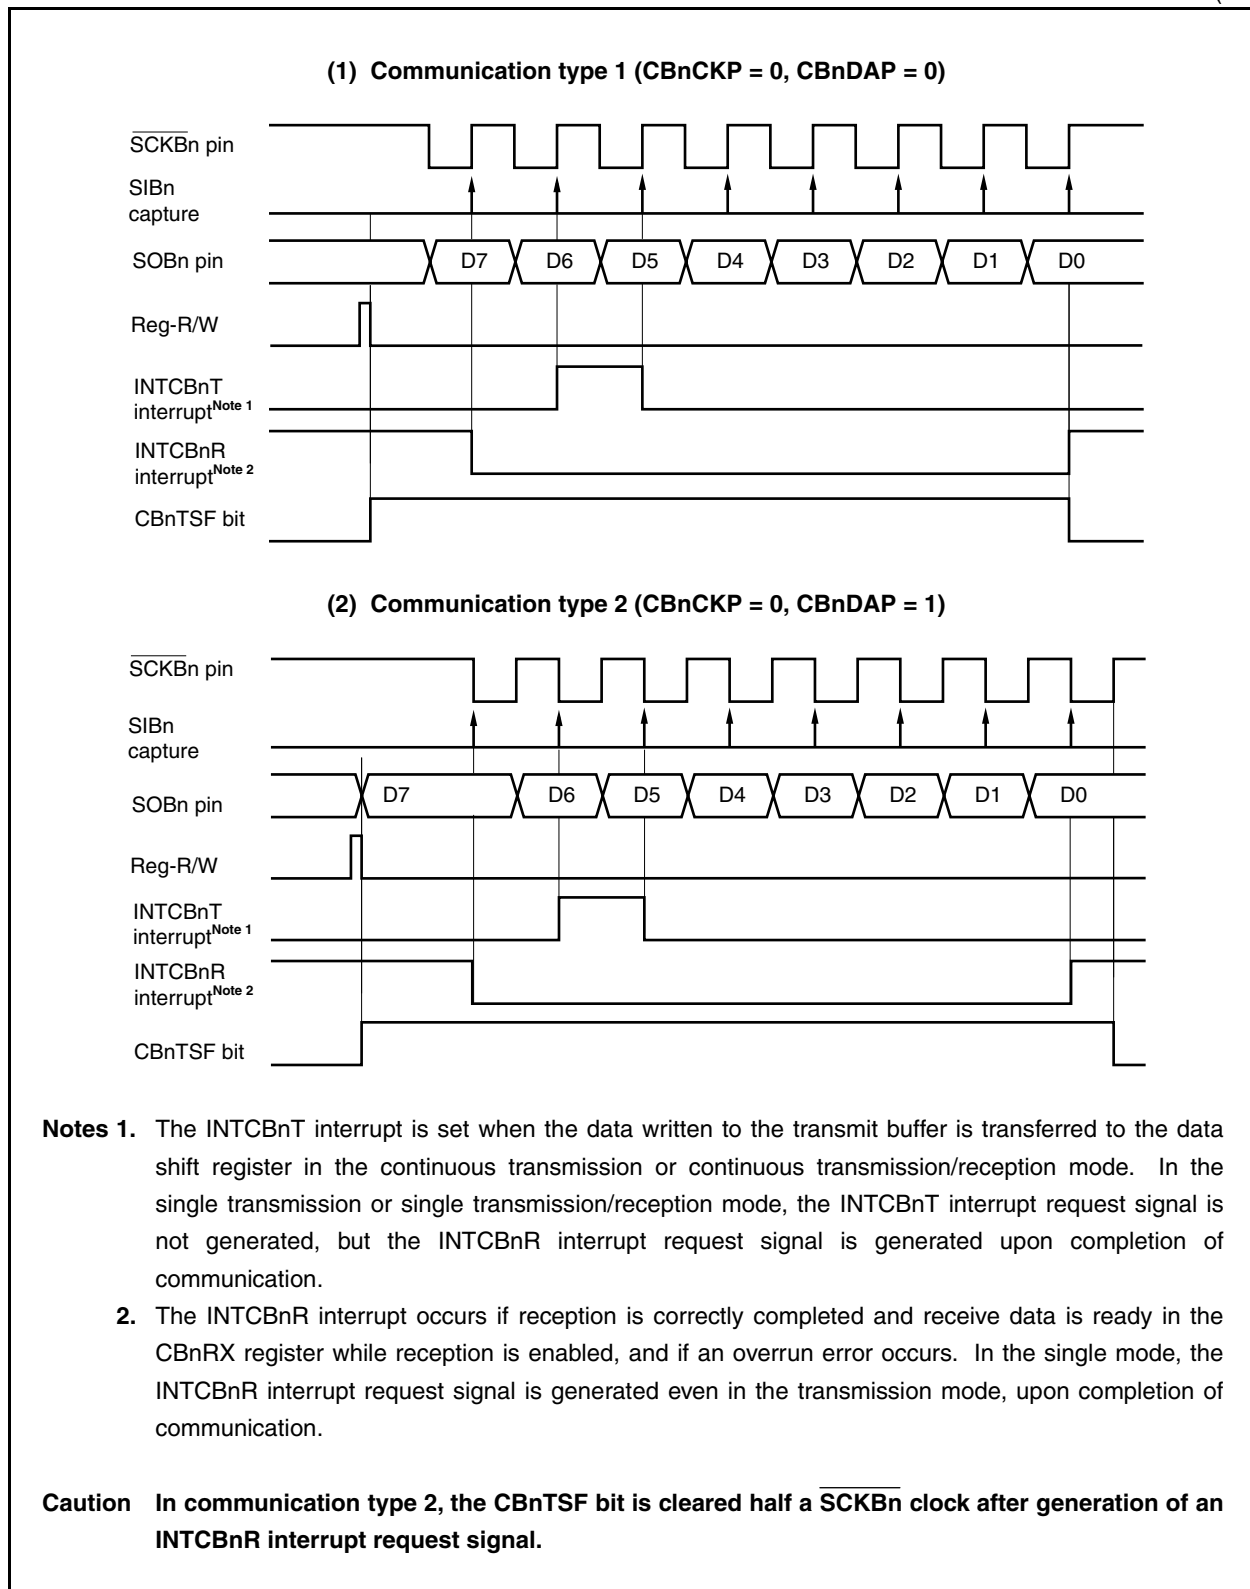 (1) Communication type 1 (CBnCKP = 0, CBnDAP = 0)
SCKBn pin
SIBn
capture
SOBn pin
D7 D6 D5 D4 D3 D2 D1 D0
Reg-R/W
INTCBnT
interruptNote 1
INTCBnR
interruptNote 2
CBnTSF bit
(2) Communication type 2 (CBnCKP = 0, CBnDAP = 1)
SCKBn pin
SIBn
capture
SOBn pin
D7 D6 D5 D4 D3 D2 D1 D0
Reg-R/W
INTCBnT
interruptNote 1
INTCBnR
interruptNote 2
CBnTSF bit
Notes 1. The INTCBnT interrupt is set when the data written to the transmit buffer is transferred to the data
shift register in the continuous transmission or continuous transmission/reception mode. In the
single transmission or single transmission/reception mode, the INTCBnT interrupt request signal is
not generated, but the INTCBnR interrupt request signal is generated upon completion of
communication.
2. The INTCBnR interrupt occurs if reception is correctly completed and receive data is ready in the
CBnRX register while reception is enabled, and if an overrun error occurs. In the single mode, the
INTCBnR interrupt request signal is generated even in the transmission mode, upon completion of
communication.
Caution In communication type 2, the CBnTSF bit is cleared half a SCKBn clock after generation of an
INTCBnR interrupt request signal.